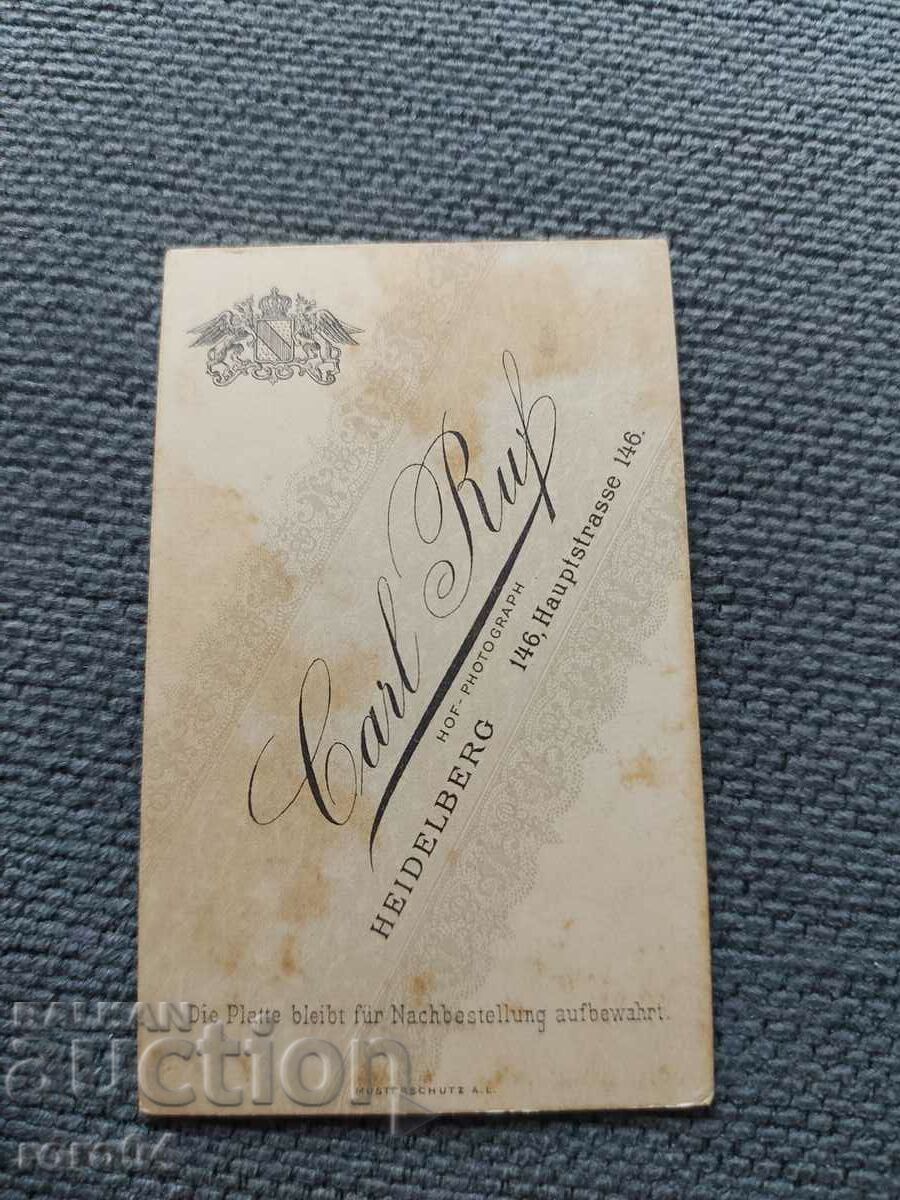 Carl Ruf
HOF-PHOTOGRAPH
HEIDELBERG
146, Hauptstrasse 146.
Die Platte bleibt für Nachbestellung aufbewahrt.
MUSTERSCHUTZ A.L.
BALKAN
auction